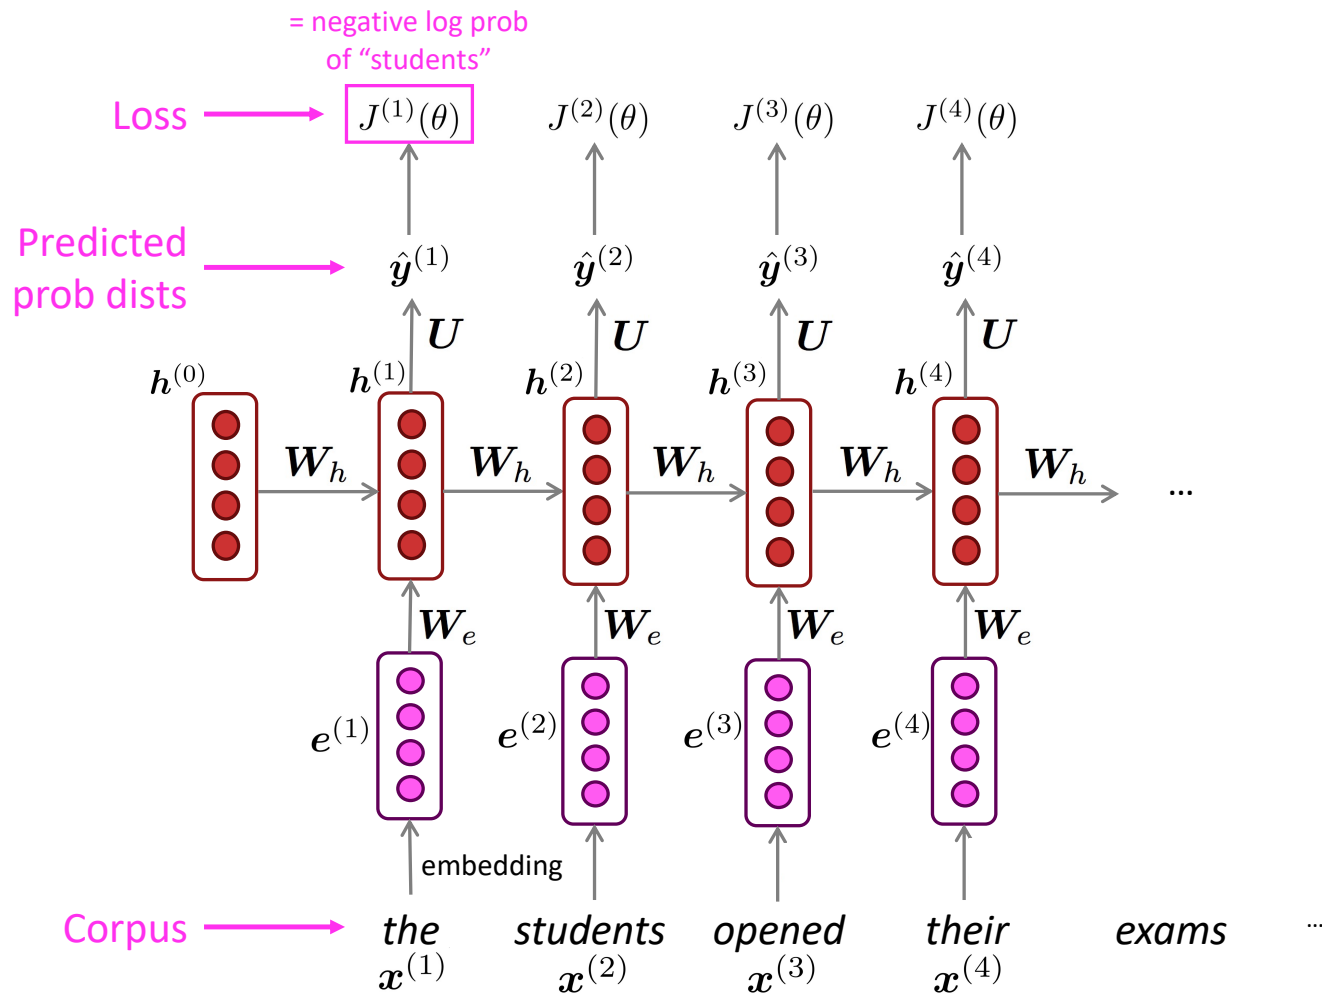 = negative log prob
of “students”
Loss
J^{(1)}(θ) J^{(2)}(θ) J^{(3)}(θ) J^{(4)}(θ)
Predicted
prob dists
ŷ^{(1)} ŷ^{(2)} ŷ^{(3)} ŷ^{(4)}
U U U U
h^{(0)} h^{(1)} h^{(2)} h^{(3)} h^{(4)}
W_h W_h W_h W_h W_h ...
W_e W_e W_e W_e
e^{(1)} e^{(2)} e^{(3)} e^{(4)}
embedding
Corpus the students opened their exams ...
x^{(1)} x^{(2)} x^{(3)} x^{(4)}